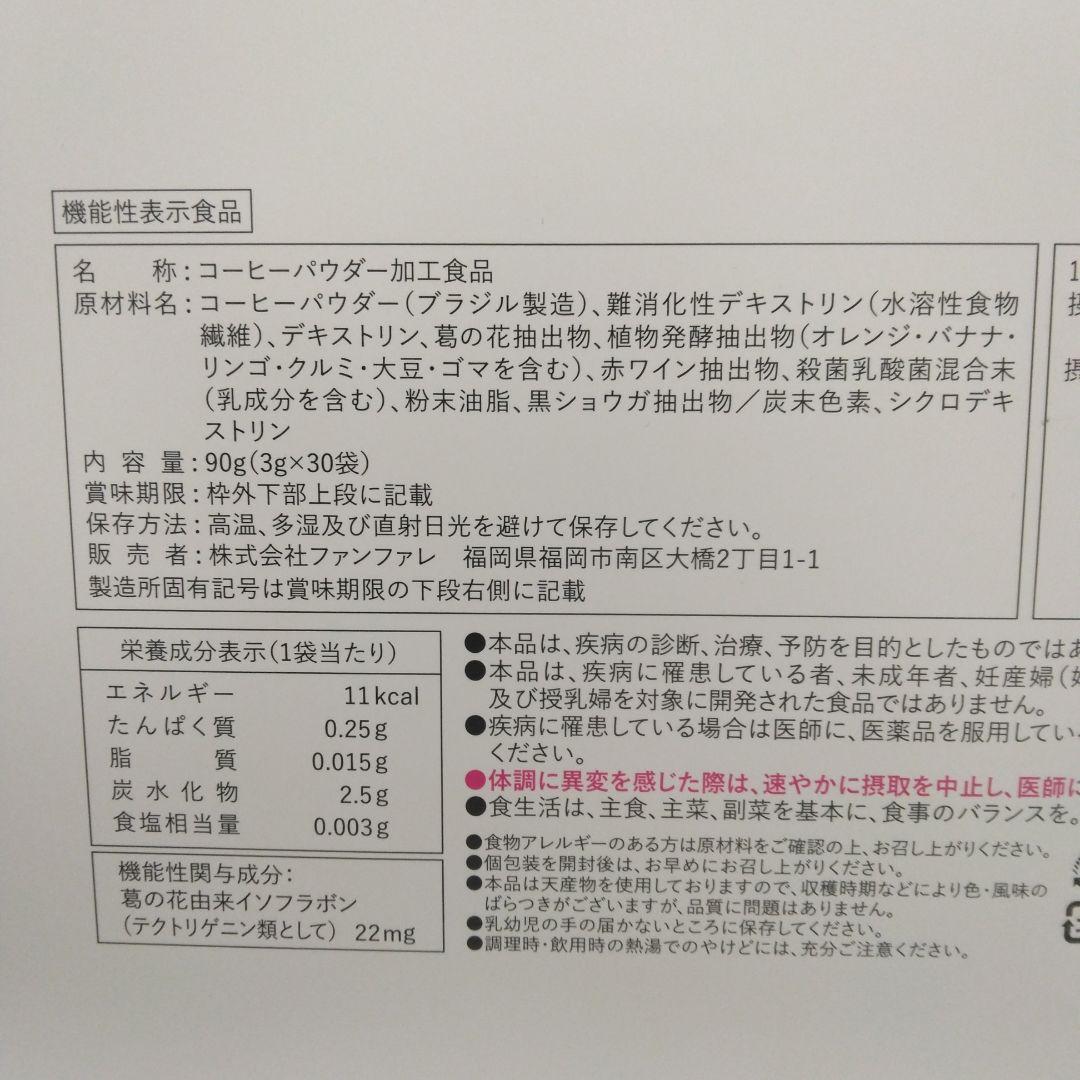 機能性表示食品
名　　称:コーヒーパウダー加工食品
原材料名:コーヒーパウダー(ブラジル製造)、難消化性デキストリン(水溶性食物
繊維)、デキストリン、葛の花抽出物、植物発酵抽出物(オレンジ・バナナ・
リンゴ・クルミ・大豆・ゴマを含む)、赤ワイン抽出物、殺菌乳酸菌混合末
(乳成分を含む)、粉末油脂、黒ショウガ抽出物／炭末色素、シクロデキ
ストリン
内 容 量:90g(3g×30袋)
賞味期限:枠外下部上段に記載
保存方法:高温、多湿及び直射日光を避けて保存してください。
販 売 者:株式会社ファンファレ　福岡県福岡市南区大橋2丁目1-1
製造所固有記号は賞味期限の下段右側に記載
1
摂
摂
栄養成分表示(1袋当たり)
エネルギー 11kcal
たんぱく質 0.25g
脂　　質 0.015g
炭水化物 2.5g
食塩相当量 0.003g
機能性関与成分:
葛の花由来イソフラボン
(テクトリゲニン類として) 22mg
●本品は、疾病の診断、治療、予防を目的としたものではあ
●本品は、疾病に罹患している者、未成年者、妊産婦(妊
及び授乳婦を対象に開発された食品ではありません。
●疾病に罹患している場合は医師に、医薬品を服用してい
ください。
●体調に異変を感じた際は、速やかに摂取を中止し、医師に
●食生活は、主食、主菜、副菜を基本に、食事のバランスを。
●食物アレルギーのある方は原材料をご確認の上、お召し上がりください。
●個包装を開封後は、お早めにお召し上がりください。
●本品は天産物を使用しておりますので、収穫時期などにより色・風味の
ばらつきがございますが、品質に問題はありません。
●乳幼児の手の届かないところに保存してください。
●調理時・飲用時の熱湯でのやけどには、充分ご注意ください。